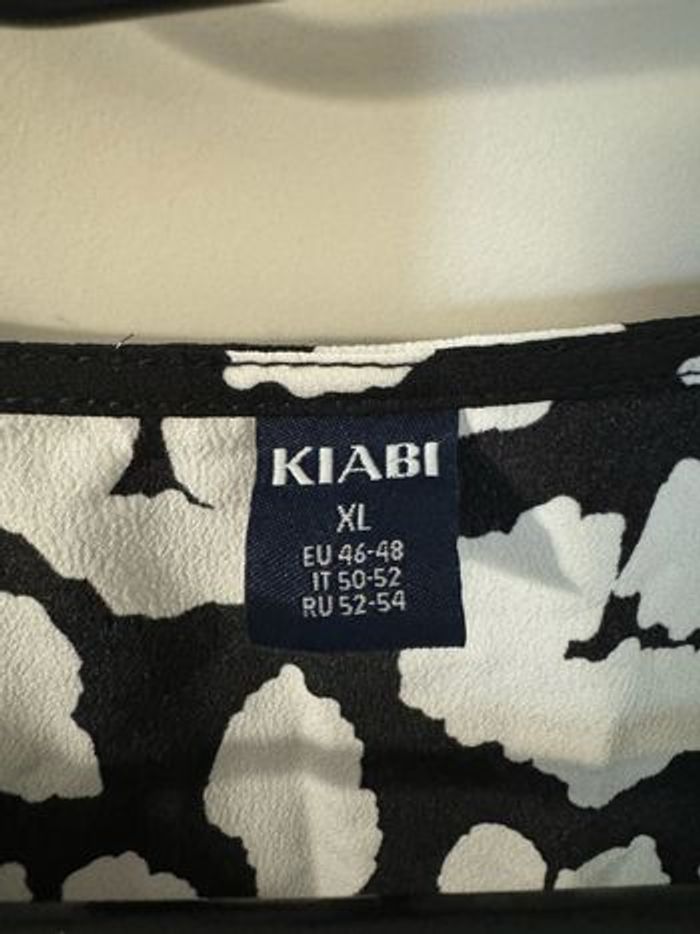 KIABI
XL
EU 46-48
IT 50-52
RU 52-54